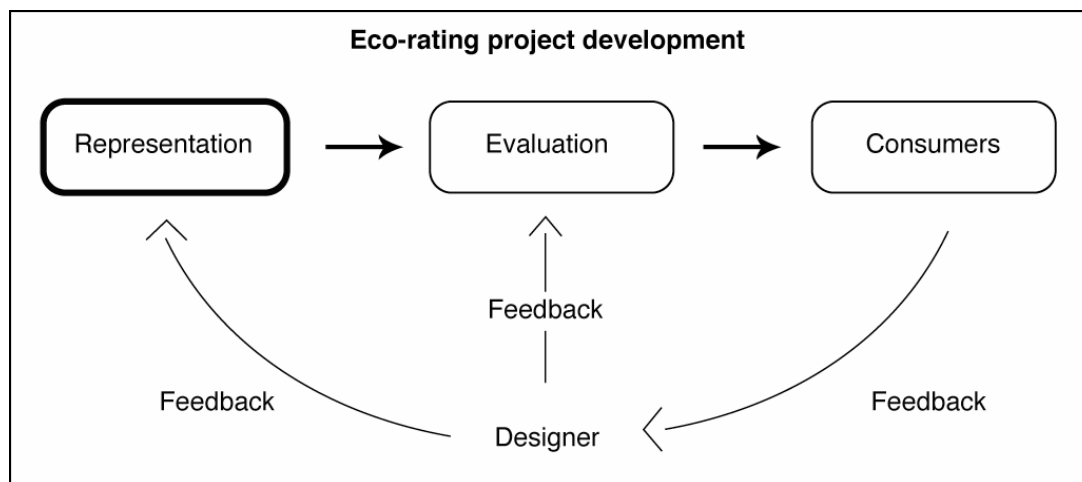 Eco-rating project development
Representation
Evaluation
Consumers
Feedback
Feedback
Feedback
Designer